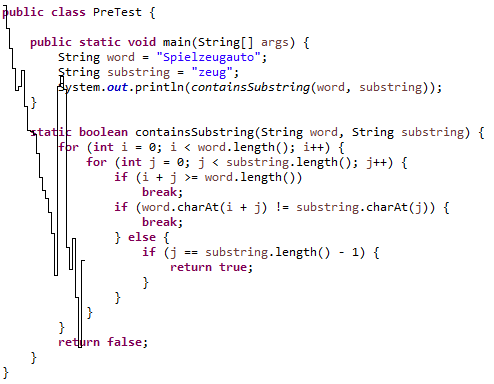 public class PreTest {
public static void main(String[] args) {
String word = "Spielzeugauto";
String substring = "zeug";
System.out.println(containsSubstring(word, substring));
}
static boolean containsSubstring(String word, String substring) {
for (int i = 0; i < word.length(); i++) {
for (int j = 0; j < substring.length(); j++) {
if (i + j >= word.length())
break;
if (word.charAt(i + j) != substring.charAt(j)) {
break;
} else {
if (j == substring.length() - 1) {
return true;
}
}
}
}
return false;
}
}